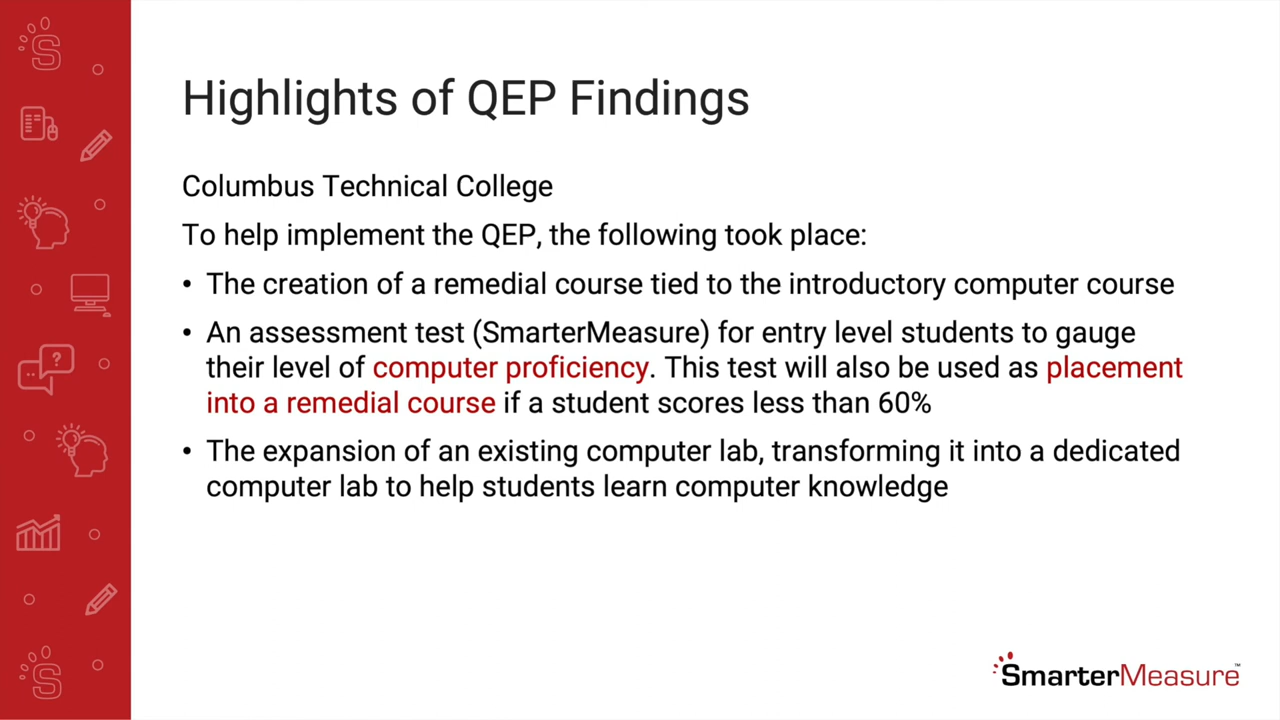 Highlights of QEP Findings
Columbus Technical College
To help implement the QEP, the following took place:
• The creation of a remedial course tied to the introductory computer course
• An assessment test (SmarterMeasure) for entry level students to gauge
their level of computer proficiency. This test will also be used as placement
into a remedial course if a student scores less than 60%
• The expansion of an existing computer lab, transforming it into a dedicated
computer lab to help students learn computer knowledge
SmarterMeasure™